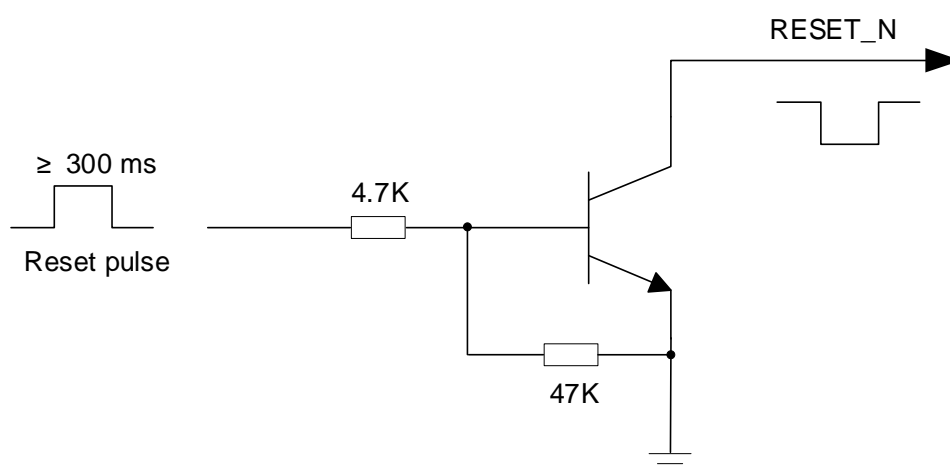 RESET_N
≥ 300 ms
4.7K
Reset pulse
47K